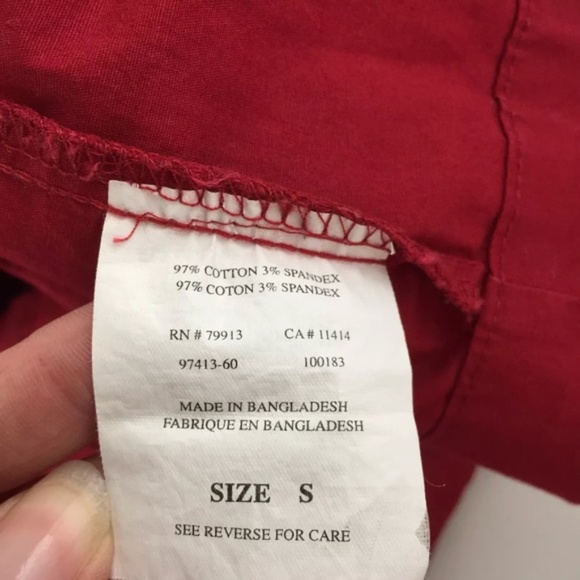 97% COTTON 3% SPANDEX
97% COTON 3% SPANDEX
RN # 79913 CA # 11414
97413-60 100183
MADE IN BANGLADESH
FABRIQUE EN BANGLADESH
SIZE S
SEE REVERSE FOR CARE